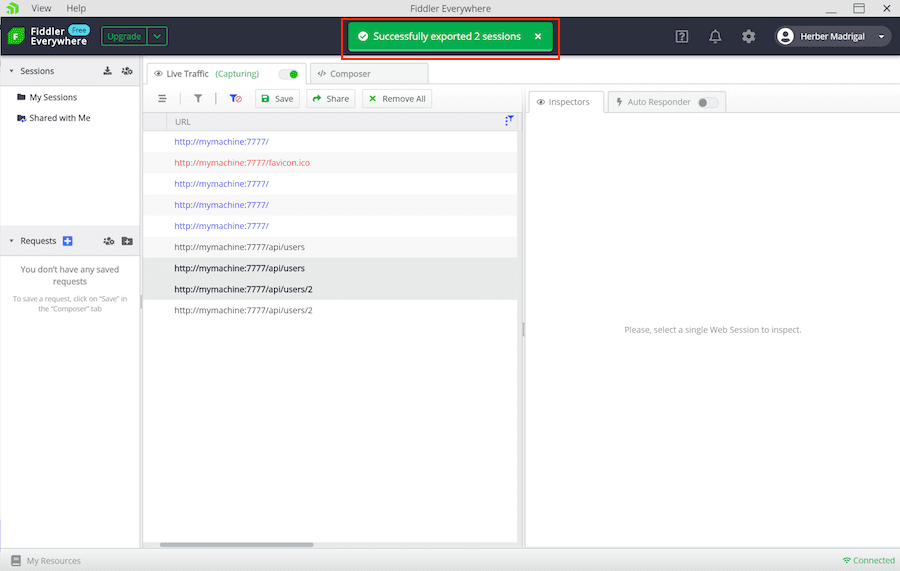 View Help Fiddler Everywhere
Fiddler Free
Everywhere
Upgrade
Successfully exported 2 sessions
Herber Madrigal
Sessions
My Sessions
Shared with Me
Live Traffic (Capturing)
Composer
Save Share Remove All
URL
http://mymachine:7777/
http://mymachine:7777/favicon.ico
http://mymachine:7777/
http://mymachine:7777/
http://mymachine:7777/
http://mymachine:7777/api/users
http://mymachine:7777/api/users
http://mymachine:7777/api/users/2
http://mymachine:7777/api/users/2
Requests
You don't have any saved
requests
To save a request, click on "Save" in
the "Composer" tab
Inspectors
Auto Responder
Please, select a single Web Session to inspect.
My Resources
Connected